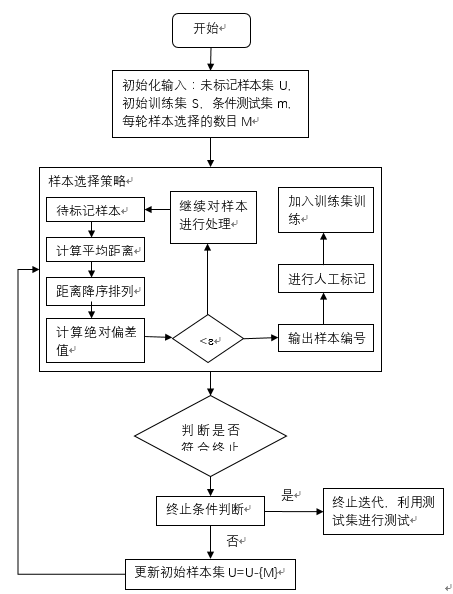 开始
初始化输入：未标记样本集 U，
初始训练集 S，条件测试集 m，
每轮样本选择的数目 M
样本选择策略
待标记样本
继续对样本
进行处理
加入训练集训
练
计算平均距离
进行人工标记
距离降序排列
计算绝对偏差
值
<ε
输出样本编号
判断是否
符合终止
终止条件判断
是
终止迭代，利用测
试集进行测试
否
更新初始样本集 U=U-{M}